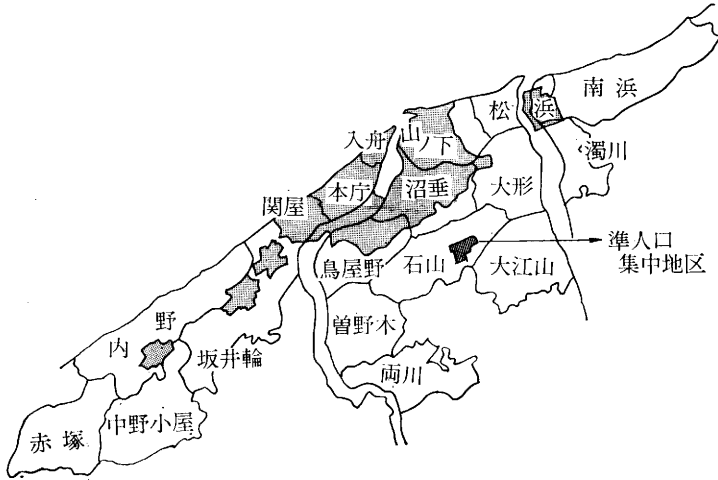 南浜
松浜
濁川
入舟
山ノ下
大形
本庁
沼垂
関屋
準人口
集中地区
鳥屋野
石山
大江山
曽野木
内野
坂井輪
両川
赤塚
中野小屋